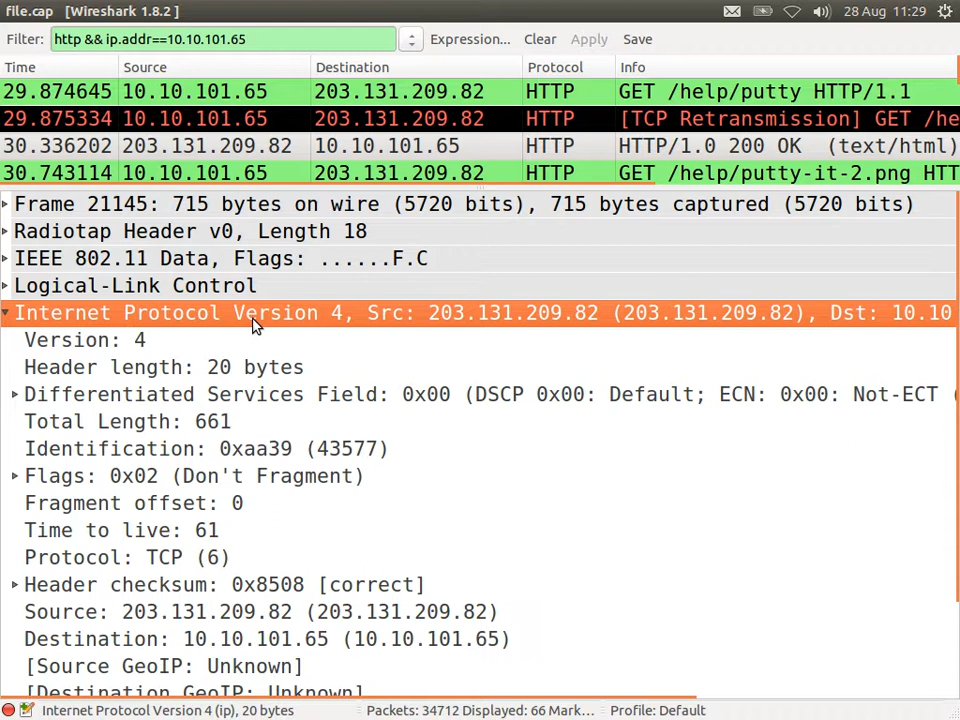 file.cap   [Wireshark 1.8.2 ]   28 Aug 11:29
Filter: http && ip.addr==10.10.101.65   Expression...   Clear   Apply   Save
Time   Source   Destination   Protocol   Info
29.874645   10.10.101.65   203.131.209.82   HTTP   GET /help/putty HTTP/1.1
29.875334   10.10.101.65   203.131.209.82   HTTP   [TCP Retransmission] GET /he
30.336202   203.131.209.82   10.10.101.65   HTTP   HTTP/1.0 200 OK  (text/html)
30.743114   10.10.101.65   203.131.209.82   HTTP   GET /help/putty-it-2.png HTT
Frame 21145: 715 bytes on wire (5720 bits), 715 bytes captured (5720 bits)
Radiotap Header v0, Length 18
IEEE 802.11 Data, Flags: ......F.C
Logical-Link Control
Internet Protocol Version 4, Src: 203.131.209.82 (203.131.209.82), Dst: 10.10
Version: 4
Header length: 20 bytes
Differentiated Services Field: 0x00 (DSCP 0x00: Default; ECN: 0x00: Not-ECT (
Total Length: 661
Identification: 0xaa39 (43577)
Flags: 0x02 (Don't Fragment)
Fragment offset: 0
Time to live: 61
Protocol: TCP (6)
Header checksum: 0x8508 [correct]
Source: 203.131.209.82 (203.131.209.82)
Destination: 10.10.101.65 (10.10.101.65)
[Source GeoIP: Unknown]
[Destination GeoIP: Unknown]
Internet Protocol Version 4 (ip), 20 bytes   Packets: 34712 Displayed: 66 Mark...   Profile: Default